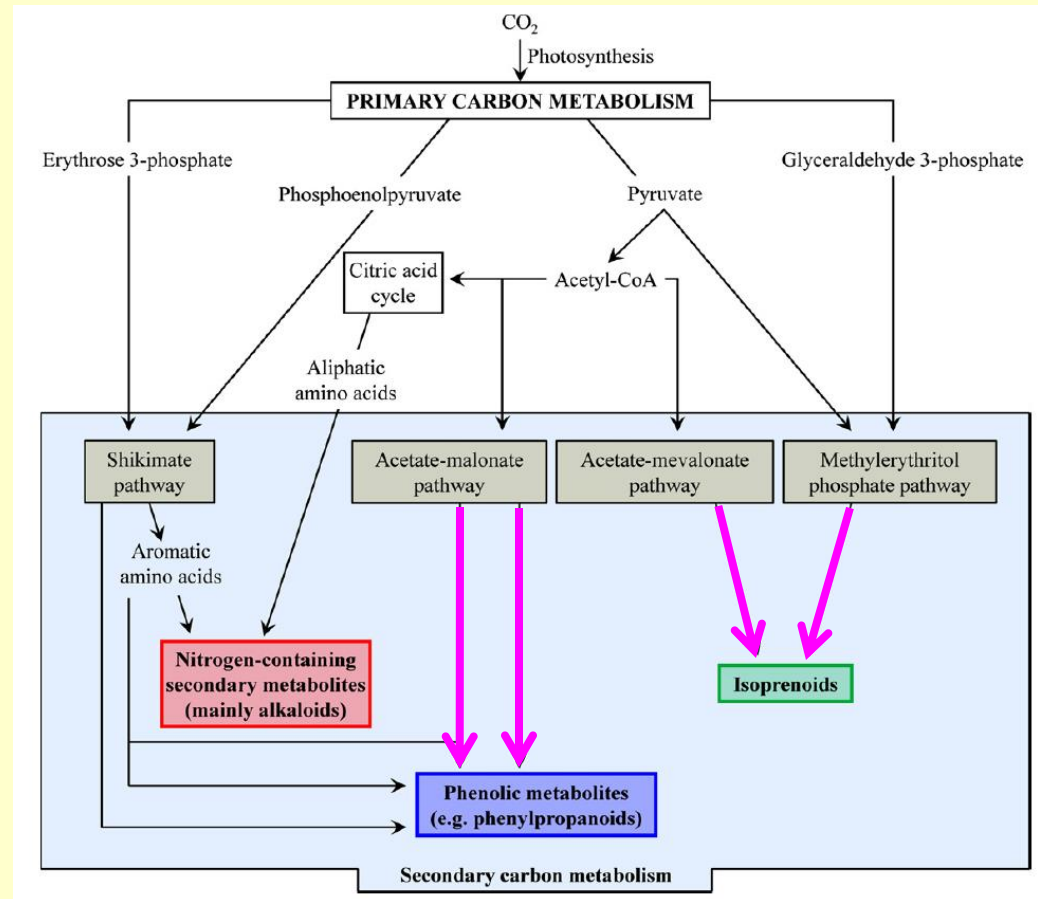 CO₂
Photosynthesis
PRIMARY CARBON METABOLISM
Erythrose 3-phosphate
Glyceraldehyde 3-phosphate
Phosphoenolpyruvate
Pyruvate
Citric acid
cycle
Acetyl-CoA
Aliphatic
amino acids
Shikimate
pathway
Acetate-malonate
pathway
Acetate-mevalonate
pathway
Methylerythritol
phosphate pathway
Aromatic
amino acids
Nitrogen-containing
secondary metabolites
(mainly alkaloids)
Isoprenoids
Phenolic metabolites
(e.g. phenylpropanoids)
Secondary carbon metabolism